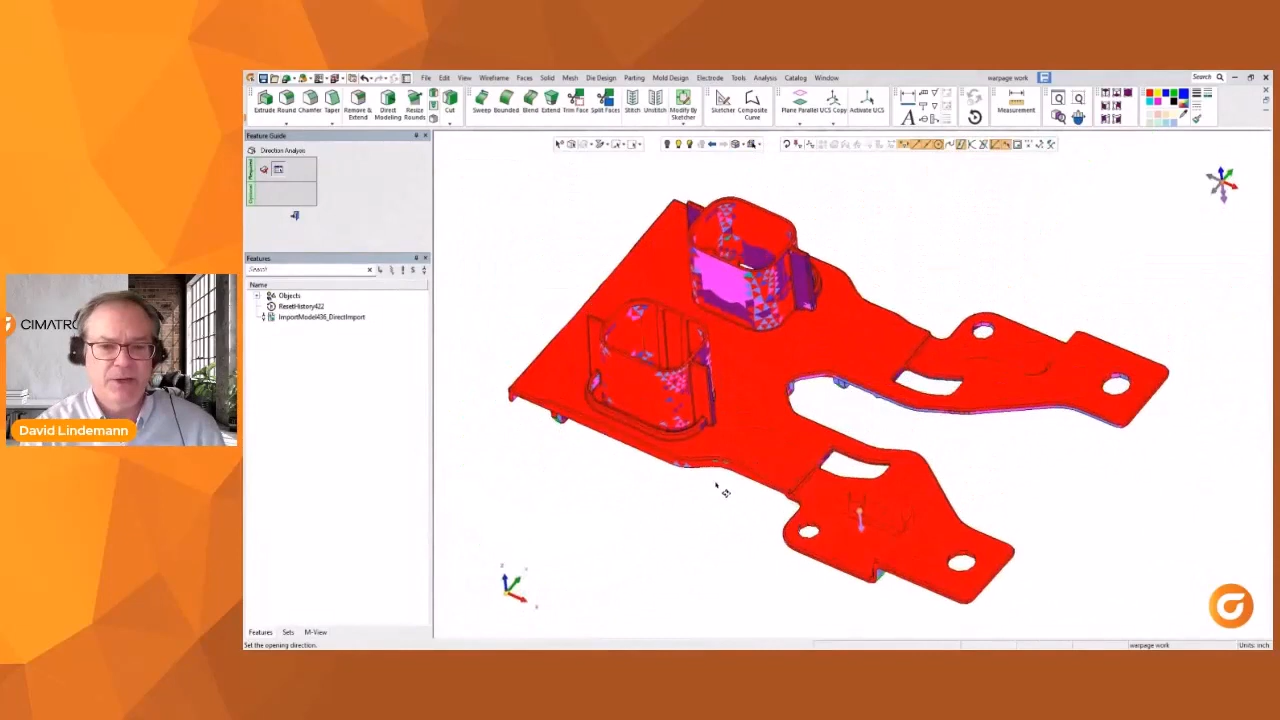 File Edit View Wireframe Faces Solid Mesh Die Design Parting Mold Design Electrode Tools Analysis Catalog Window
warpage work
Search
Extrude Round Chamfer Taper Remove & Extend Direct Modeling Resize Rounds Cut Sweep Bounded Blend Extend Trim Face Split Faces Stitch Unstitch Modify By Sketcher Sketcher Composite Curve Plane Parallel UCS Copy Activate UCS Measurement
Feature Guide
Direction Analysis
Required
Optional
Features
Search
Name
Objects
ResetHistory422
ImportModel436_DirectImport
CIMATRO
David Lindemann
Features Sets M-View
Set the opening direction.
warpage work
Units: inch